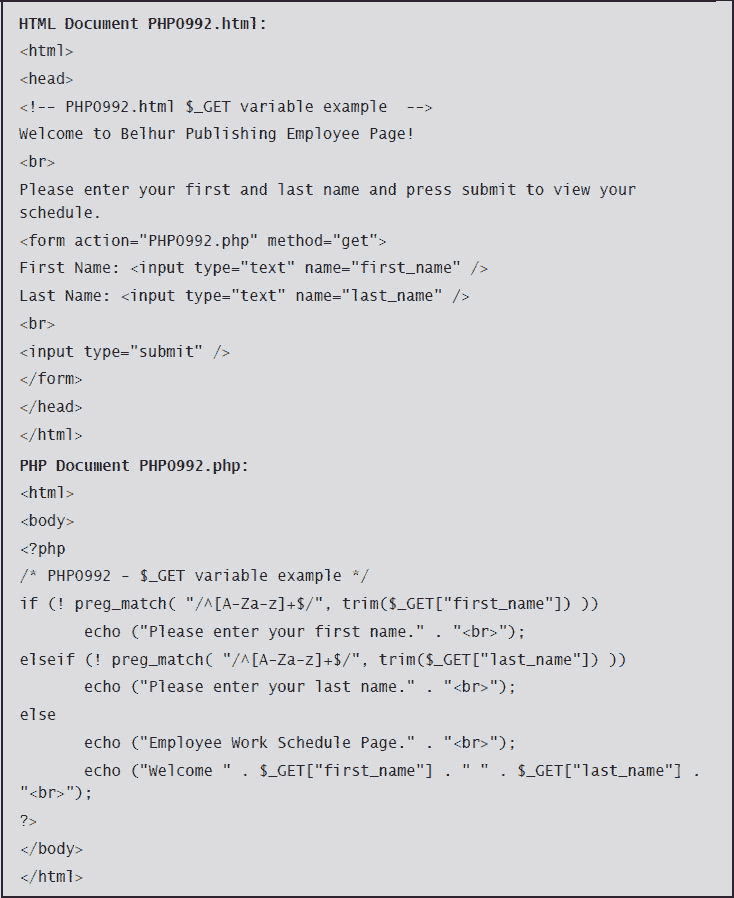 HTML Document PHP0992.html:
<html>
<head>
<!-- PHP0992.html $_GET variable example  -->
Welcome to Belhur Publishing Employee Page!
<br>
Please enter your first and last name and press submit to view your
schedule.
<form action="PHP0992.php" method="get">
First Name: <input type="text" name="first_name" />
Last Name: <input type="text" name="last_name" />
<br>
<input type="submit" />
</form>
</head>
</html>
PHP Document PHP0992.php:
<html>
<body>
<?php
/* PHP0992 - $_GET variable example */
if (! preg_match( "/^[A-Za-z]+$/", trim($_GET["first_name"]) ))
       echo ("Please enter your first name." . "<br>");
elseif (! preg_match( "/^[A-Za-z]+$/", trim($_GET["last_name"]) ))
       echo ("Please enter your last name." . "<br>");
else
       echo ("Employee Work Schedule Page." . "<br>");
       echo ("Welcome " . $_GET["first_name"] . " " . $_GET["last_name"] .
"<br>");
?>
</body>
</html>